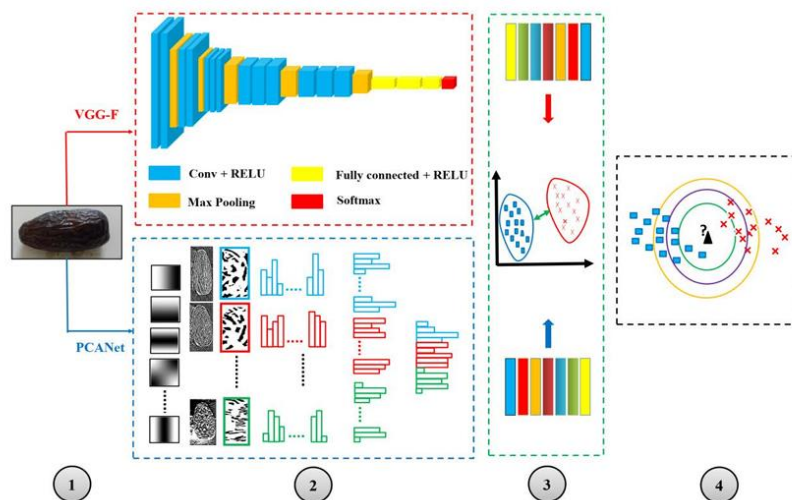 VGG-F
Conv + RELU
Fully connected + RELU
Max Pooling
Softmax
PCANet
?
1
2
3
4